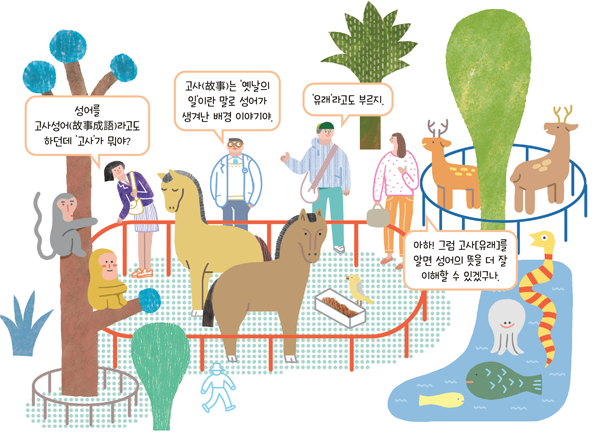 성어를
고사성어(故事成語)라고도
하던데 '고사'가 뭐야?
고사(故事)는 '옛날의
일'이란 말로 성어가
생겨난 배경 이야기야.
'유래'라고도 부르지.
아하! 그럼 고사[유래]를
알면 성어의 뜻을 더 잘
이해할 수 있겠구나.